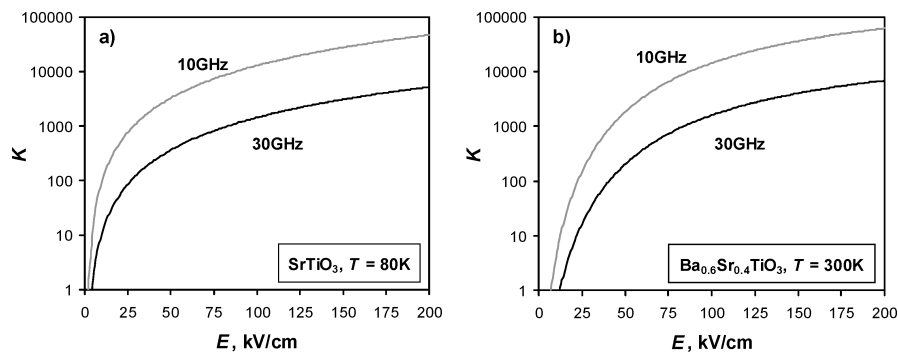 a)
100000
10000
1000
100
10
1
K
10GHz
30GHz
SrTiO₃, T = 80K
0 25 50 75 100 125 150 175 200
E, kV/cm
b)
100000
10000
1000
100
10
1
K
10GHz
30GHz
Ba₀.₆Sr₀.₄TiO₃, T = 300K
0 25 50 75 100 125 150 175 200
E, kV/cm